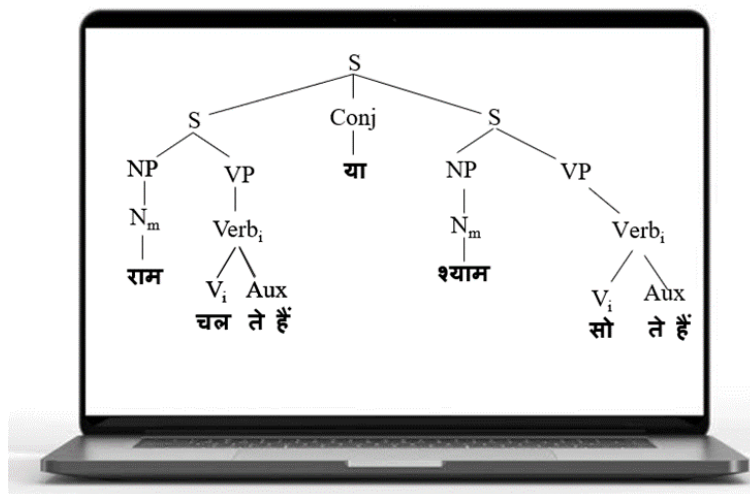 S
S Conj S
NP VP या NP VP
Nm Verbi Nm Verbi
राम Vi Aux श्याम Vi Aux
चल ते हैं सो ते हैं